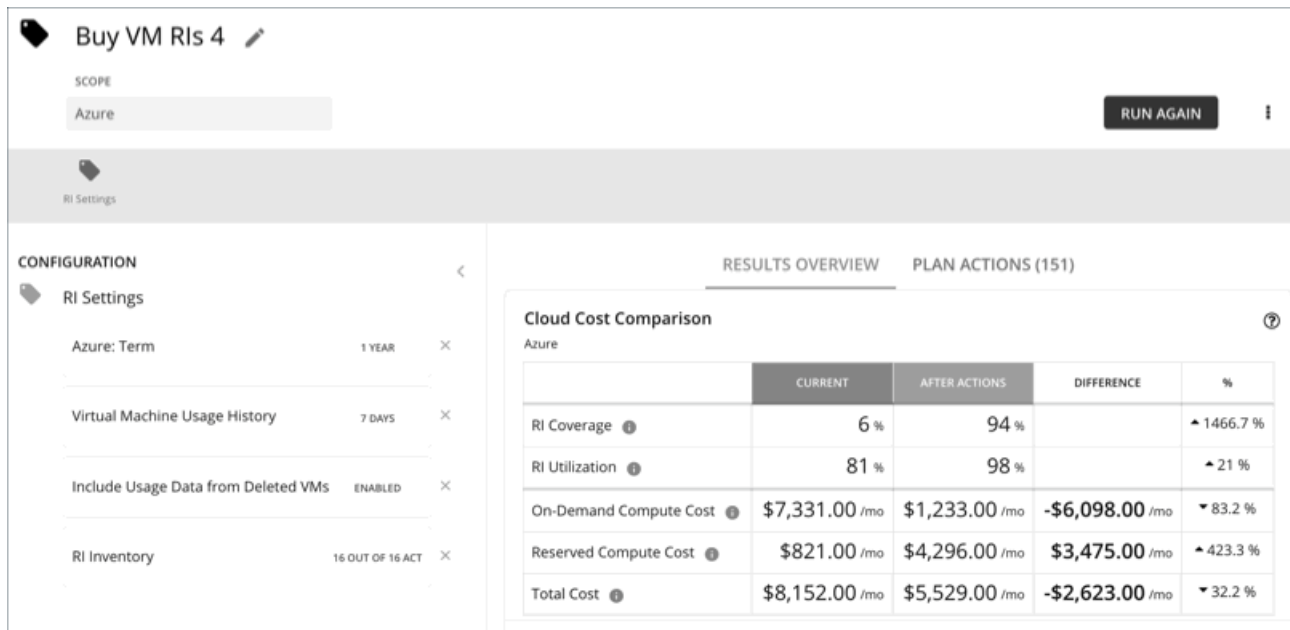 Buy VM RIs 4
SCOPE
Azure
RUN AGAIN
RI Settings
CONFIGURATION
RI Settings
Azure: Term 1 YEAR
Virtual Machine Usage History 7 DAYS
Include Usage Data from Deleted VMs ENABLED
RI Inventory 16 OUT OF 16 ACT
RESULTS OVERVIEW PLAN ACTIONS (151)
Cloud Cost Comparison
Azure
CURRENT AFTER ACTIONS DIFFERENCE %
RI Coverage 6 % 94 % 1466.7 %
RI Utilization 81 % 98 % 21 %
On-Demand Compute Cost $7,331.00 /mo $1,233.00 /mo -$6,098.00 /mo 83.2 %
Reserved Compute Cost $821.00 /mo $4,296.00 /mo $3,475.00 /mo 423.3 %
Total Cost $8,152.00 /mo $5,529.00 /mo -$2,623.00 /mo 32.2 %